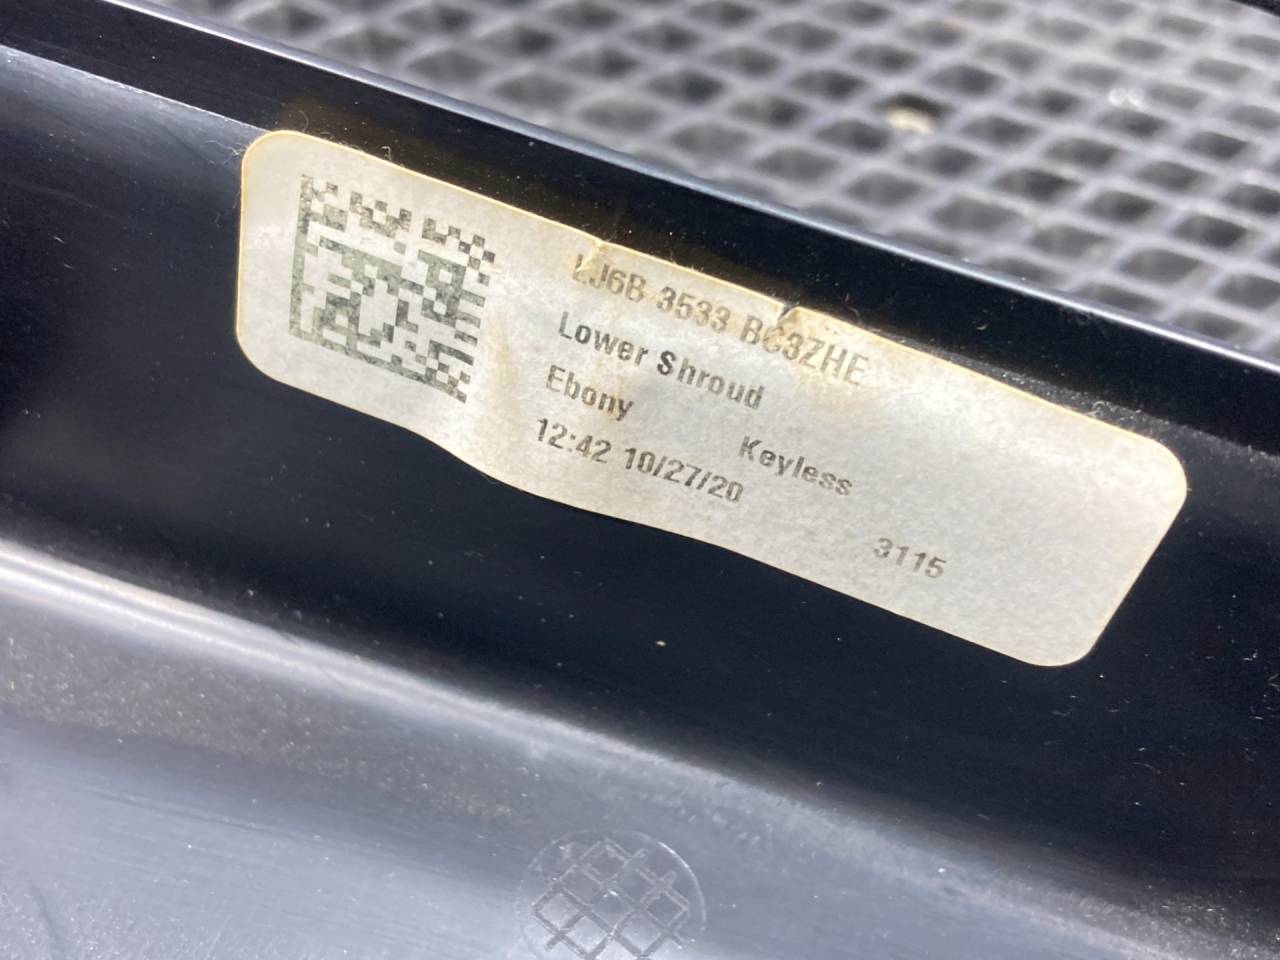 LJ6B 3533 BC3ZHE
Lower Shroud
Ebony Keyless
12:42 10/27/20
3115